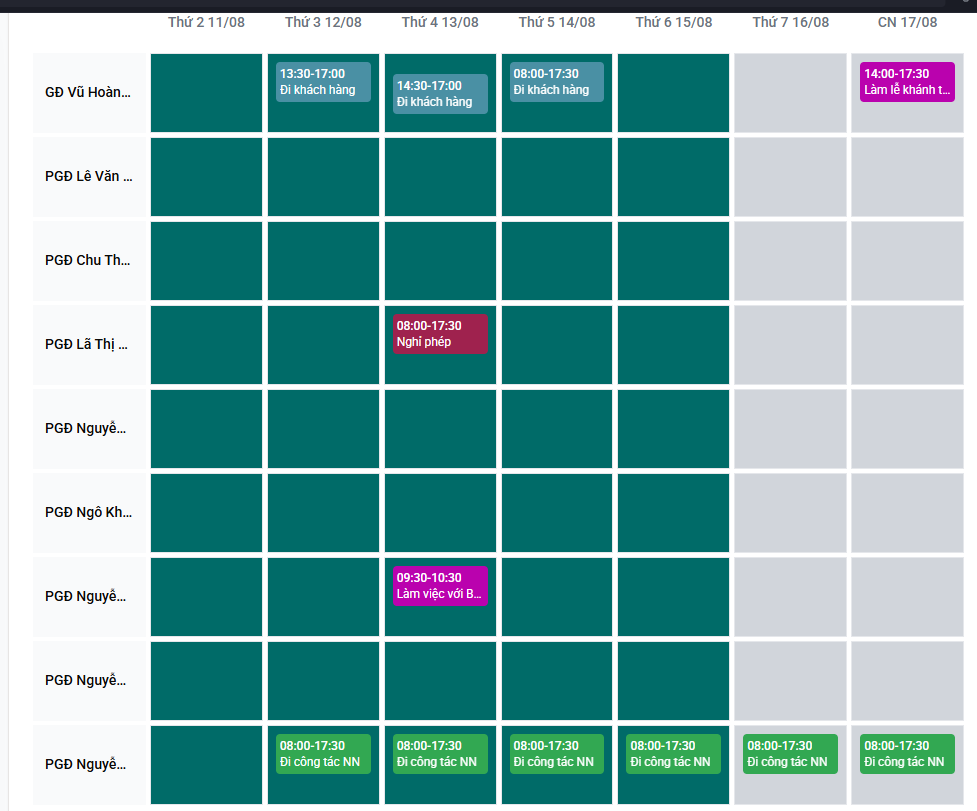 Thứ 2 11/08 Thứ 3 12/08 Thứ 4 13/08 Thứ 5 14/08 Thứ 6 15/08 Thứ 7 16/08 CN 17/08
GĐ Vũ Hoàn...
13:30-17:00
Đi khách hàng
14:30-17:00
Đi khách hàng
08:00-17:30
Đi khách hàng
14:00-17:30
Làm lễ khánh t...
PGĐ Lê Văn ...
PGĐ Chu Th...
PGĐ Lã Thị ...
08:00-17:30
Nghỉ phép
PGĐ Nguyễ...
PGĐ Ngô Kh...
PGĐ Nguyễ...
09:30-10:30
Làm việc với B...
PGĐ Nguyễ...
PGĐ Nguyễ...
08:00-17:30
Đi công tác NN
08:00-17:30
Đi công tác NN
08:00-17:30
Đi công tác NN
08:00-17:30
Đi công tác NN
08:00-17:30
Đi công tác NN
08:00-17:30
Đi công tác NN